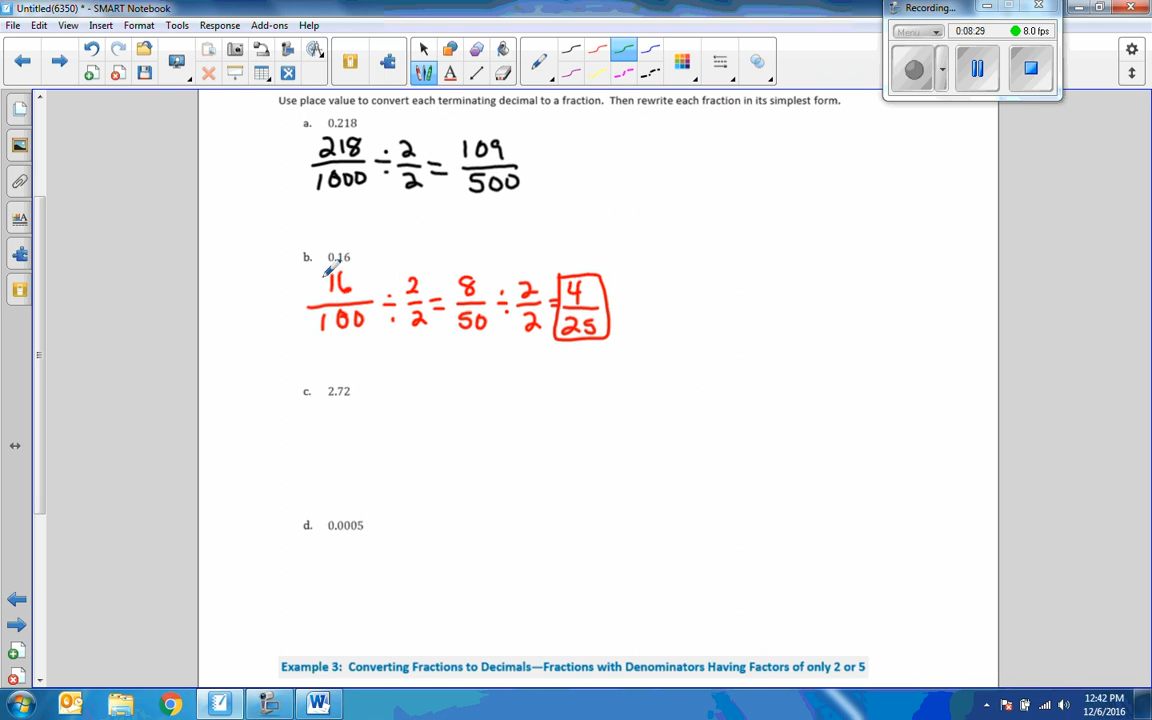 Untitled(6350) * - SMART Notebook
Recording...
File Edit View Insert Format Tools Response Add-ons Help
Menu 0:08:29 8.0 fps
Use place value to convert each terminating decimal to a fraction. Then rewrite each fraction in its simplest form.
a. 0.218
218/1000 ÷ 2/2 = 109/500
b. 0.16
16/100 ÷ 2/2 = 8/50 ÷ 2/2 = 4/25
c. 2.72
d. 0.0005
Example 3: Converting Fractions to Decimals—Fractions with Denominators Having Factors of only 2 or 5
12:42 PM
12/6/2016